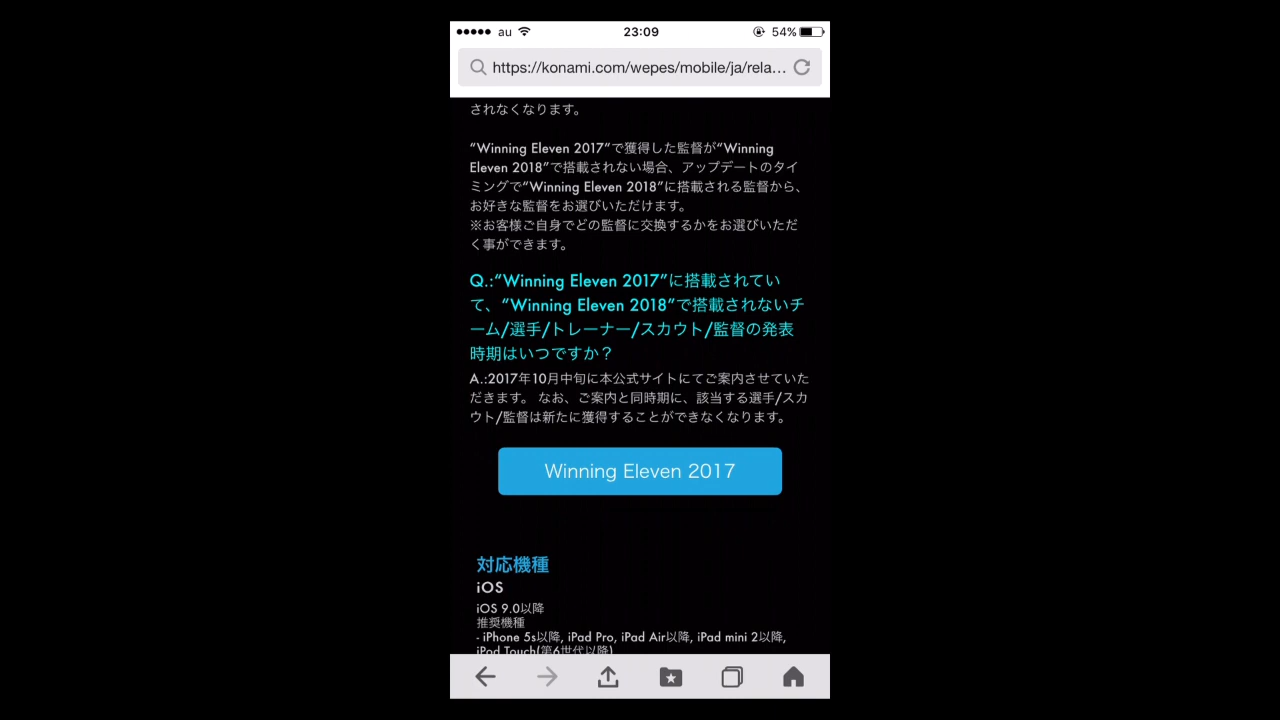 au
23:09
54%
https://konami.com/wepes/mobile/ja/rela...
されなくなります。
“Winning Eleven 2017“で獲得した監督が“Winning
Eleven 2018”で搭載されない場合、アップデートのタイ
ミングで“Winning Eleven 2018”に搭載される監督から、
お好きな監督をお選びいただけます。
※お客様ご自身でどの監督に交換するかをお選びいただ
く事ができます。
Q.:“Winning Eleven 2017”に搭載されてい
て、“Winning Eleven 2018”で搭載されないチ
ーム/選手/トレーナー/スカウト/監督の発表
時期はいつですか？
A.:2017年10月中旬に本公式サイトにてご案内させていた
だきます。 なお、ご案内と同時期に、該当する選手/スカ
ウト/監督は新たに獲得することができなくなります。
Winning Eleven 2017
対応機種
iOS
iOS 9.0以降
推奨機種
- iPhone 5s以降, iPad Pro, iPad Air以降, iPad mini 2以降,
iPod Touch(第6世代以降)